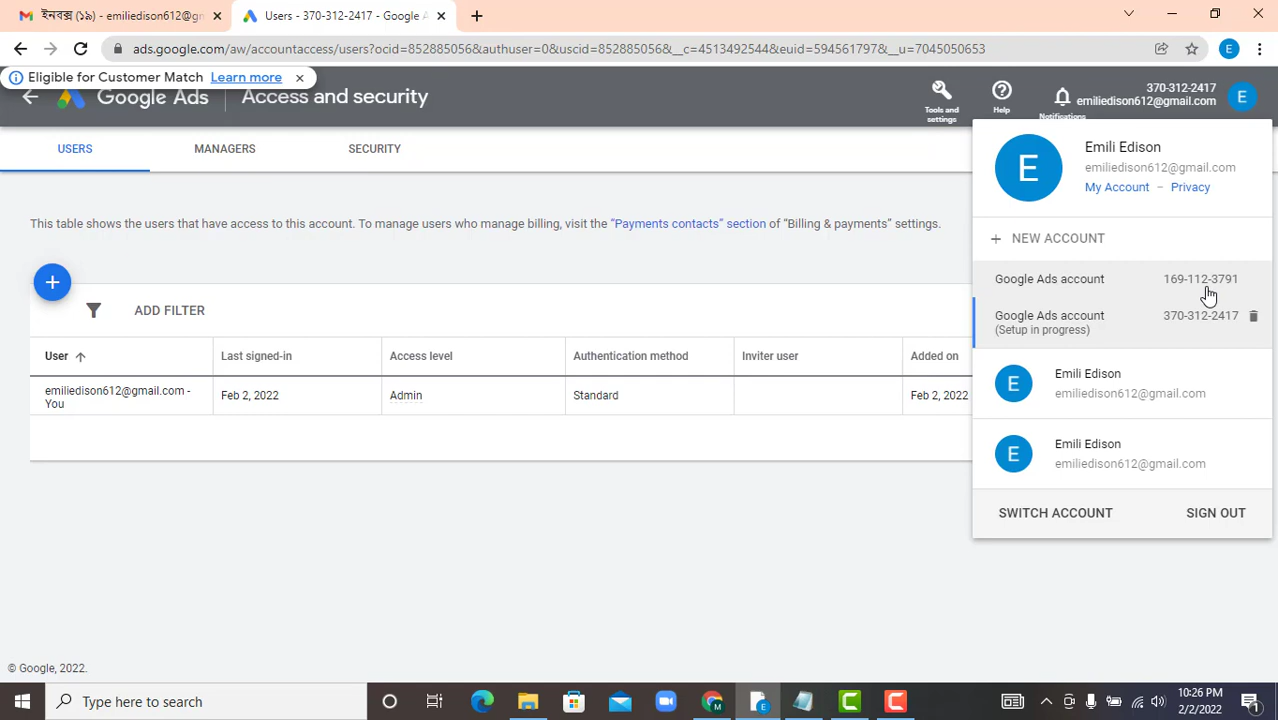 ইনবক্স (১৯) - emiliedison612@gm
Users - 370-312-2417 - Google A
ads.google.com/aw/accountaccess/users?ocid=852885056&authuser=0&uscid=852885056&__c=4513492544&euid=594561797&__u=7045050653
E
Eligible for Customer Match Learn more
Google Ads
Access and security
Tools and
settings
Help
Notifications
370-312-2417
emiliedison612@gmail.com
E
USERS
MANAGERS
SECURITY
E
Emili Edison
emiliedison612@gmail.com
My Account – Privacy
This table shows the users that have access to this account. To manage users who manage billing, visit the "Payments contacts" section of "Billing & payments" settings.
+ NEW ACCOUNT
Google Ads account 169-112-3791
Google Ads account 370-312-2417
(Setup in progress)
ADD FILTER
User
Last signed-in
Access level
Authentication method
Inviter user
Added on
emiliedison612@gmail.com -
You
Feb 2, 2022
Admin
Standard
Feb 2, 2022
E
Emili Edison
emiliedison612@gmail.com
E
Emili Edison
emiliedison612@gmail.com
SWITCH ACCOUNT
SIGN OUT
© Google, 2022.
Type here to search
10:26 PM
2/2/2022